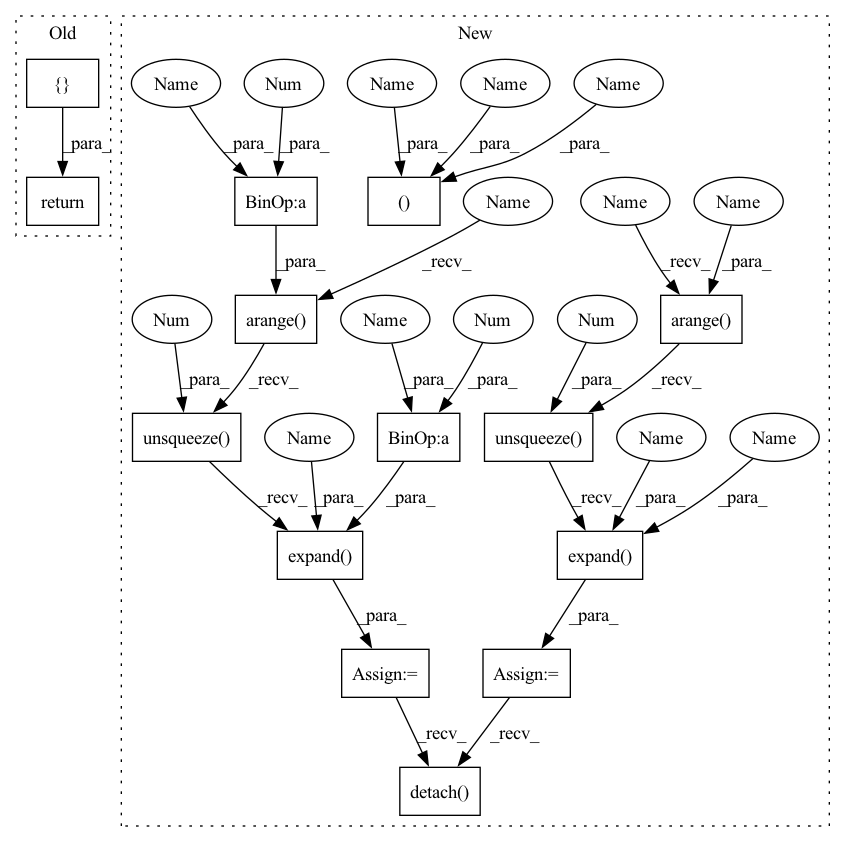 Old
New
{}
Name
Num
Name
Name
Name
_para_
_para_
_para_
_para_
_para_
_para_
return
BinOp:a
()
Name
Name
Name
_para_
_recv_
_recv_
_para_
Num
arange()
Name
Num
Num
arange()
_para_
_recv_
_para_
_para_
_para_
_recv_
unsqueeze()
Name
BinOp:a
unsqueeze()
Name
Name
_recv_
_para_
_para_
_recv_
_para_
_para_
expand()
expand()
_para_
_para_
Assign:=
Assign:=
_recv_
_recv_
detach()